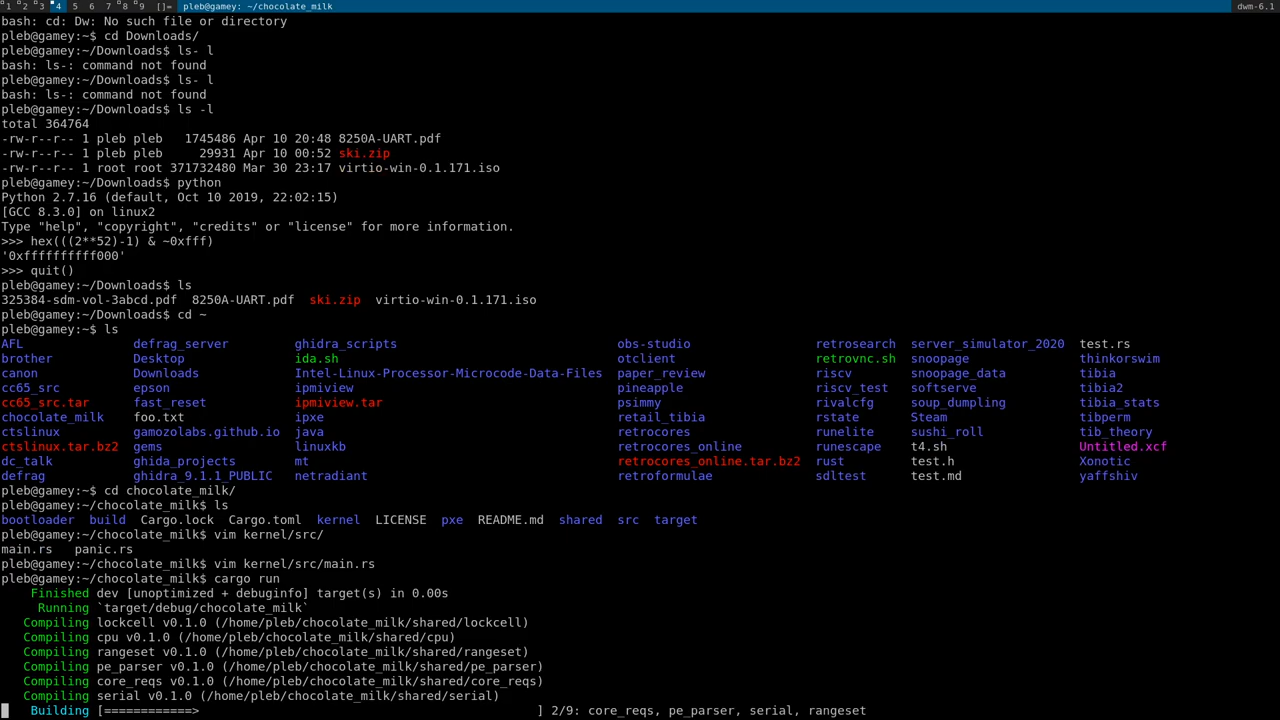 1 2 3 4 5 6 7 8 9 []= pleb@gamey: ~/chocolate_milk dwm-6.1
bash: cd: Dw: No such file or directory
pleb@gamey:~$ cd Downloads/
pleb@gamey:~/Downloads$ ls- l
bash: ls-: command not found
pleb@gamey:~/Downloads$ ls- l
bash: ls-: command not found
pleb@gamey:~/Downloads$ ls -l
total 364764
-rw-r--r-- 1 pleb pleb   1745486 Apr 10 20:48 8250A-UART.pdf
-rw-r--r-- 1 pleb pleb     29931 Apr 10 00:52 ski.zip
-rw-r--r-- 1 root root 371732480 Mar 30 23:17 virtio-win-0.1.171.iso
pleb@gamey:~/Downloads$ python
Python 2.7.16 (default, Oct 10 2019, 22:02:15)
[GCC 8.3.0] on linux2
Type "help", "copyright", "credits" or "license" for more information.
>>> hex(((2**52)-1) & ~0xfff)
'0xffffffffff000'
>>> quit()
pleb@gamey:~/Downloads$ ls
325384-sdm-vol-3abcd.pdf  8250A-UART.pdf  ski.zip  virtio-win-0.1.171.iso
pleb@gamey:~/Downloads$ cd ~
pleb@gamey:~$ ls
AFL defrag_server ghidra_scripts obs-studio retrosearch server_simulator_2020 test.rs
brother Desktop ida.sh otclient retrovnc.sh snoopage thinkorswim
canon Downloads Intel-Linux-Processor-Microcode-Data-Files paper_review riscv snoopage_data tibia
cc65_src epson ipmiview pineapple riscv_test softserve tibia2
cc65_src.tar fast_reset ipmiview.tar psimmy rivalcfg soup_dumpling tibia_stats
chocolate_milk foo.txt ipxe retail_tibia rstate Steam tibperm
ctslinux gamozolabs.github.io java retrocores runelite sushi_roll tib_theory
ctslinux.tar.bz2 gems linuxkb retrocores_online runescape t4.sh Untitled.xcf
dc_talk ghida_projects mt retrocores_online.tar.bz2 rust test.h Xonotic
defrag ghidra_9.1.1_PUBLIC netradiant retroformulae sdltest test.md yaffshiv
pleb@gamey:~$ cd chocolate_milk/
pleb@gamey:~/chocolate_milk$ ls
bootloader  build  Cargo.lock  Cargo.toml  kernel  LICENSE  pxe  README.md  shared  src  target
pleb@gamey:~/chocolate_milk$ vim kernel/src/
main.rs   panic.rs
pleb@gamey:~/chocolate_milk$ vim kernel/src/main.rs
pleb@gamey:~/chocolate_milk$ cargo run
    Finished dev [unoptimized + debuginfo] target(s) in 0.00s
     Running `target/debug/chocolate_milk`
   Compiling lockcell v0.1.0 (/home/pleb/chocolate_milk/shared/lockcell)
   Compiling cpu v0.1.0 (/home/pleb/chocolate_milk/shared/cpu)
   Compiling rangeset v0.1.0 (/home/pleb/chocolate_milk/shared/rangeset)
   Compiling pe_parser v0.1.0 (/home/pleb/chocolate_milk/shared/pe_parser)
   Compiling core_reqs v0.1.0 (/home/pleb/chocolate_milk/shared/core_reqs)
   Compiling serial v0.1.0 (/home/pleb/chocolate_milk/shared/serial)
    Building [============>                                              ] 2/9: core_reqs, pe_parser, serial, rangeset